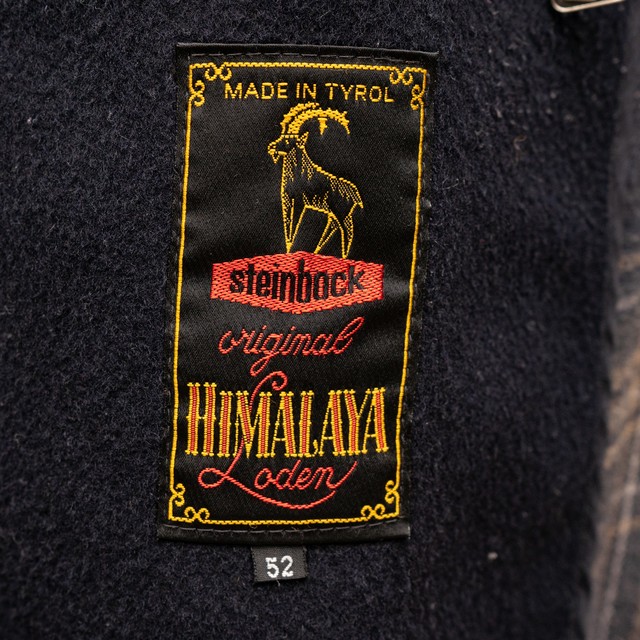 MADE IN TYROL
steinbock
original
HIMALAYA
Loden
52